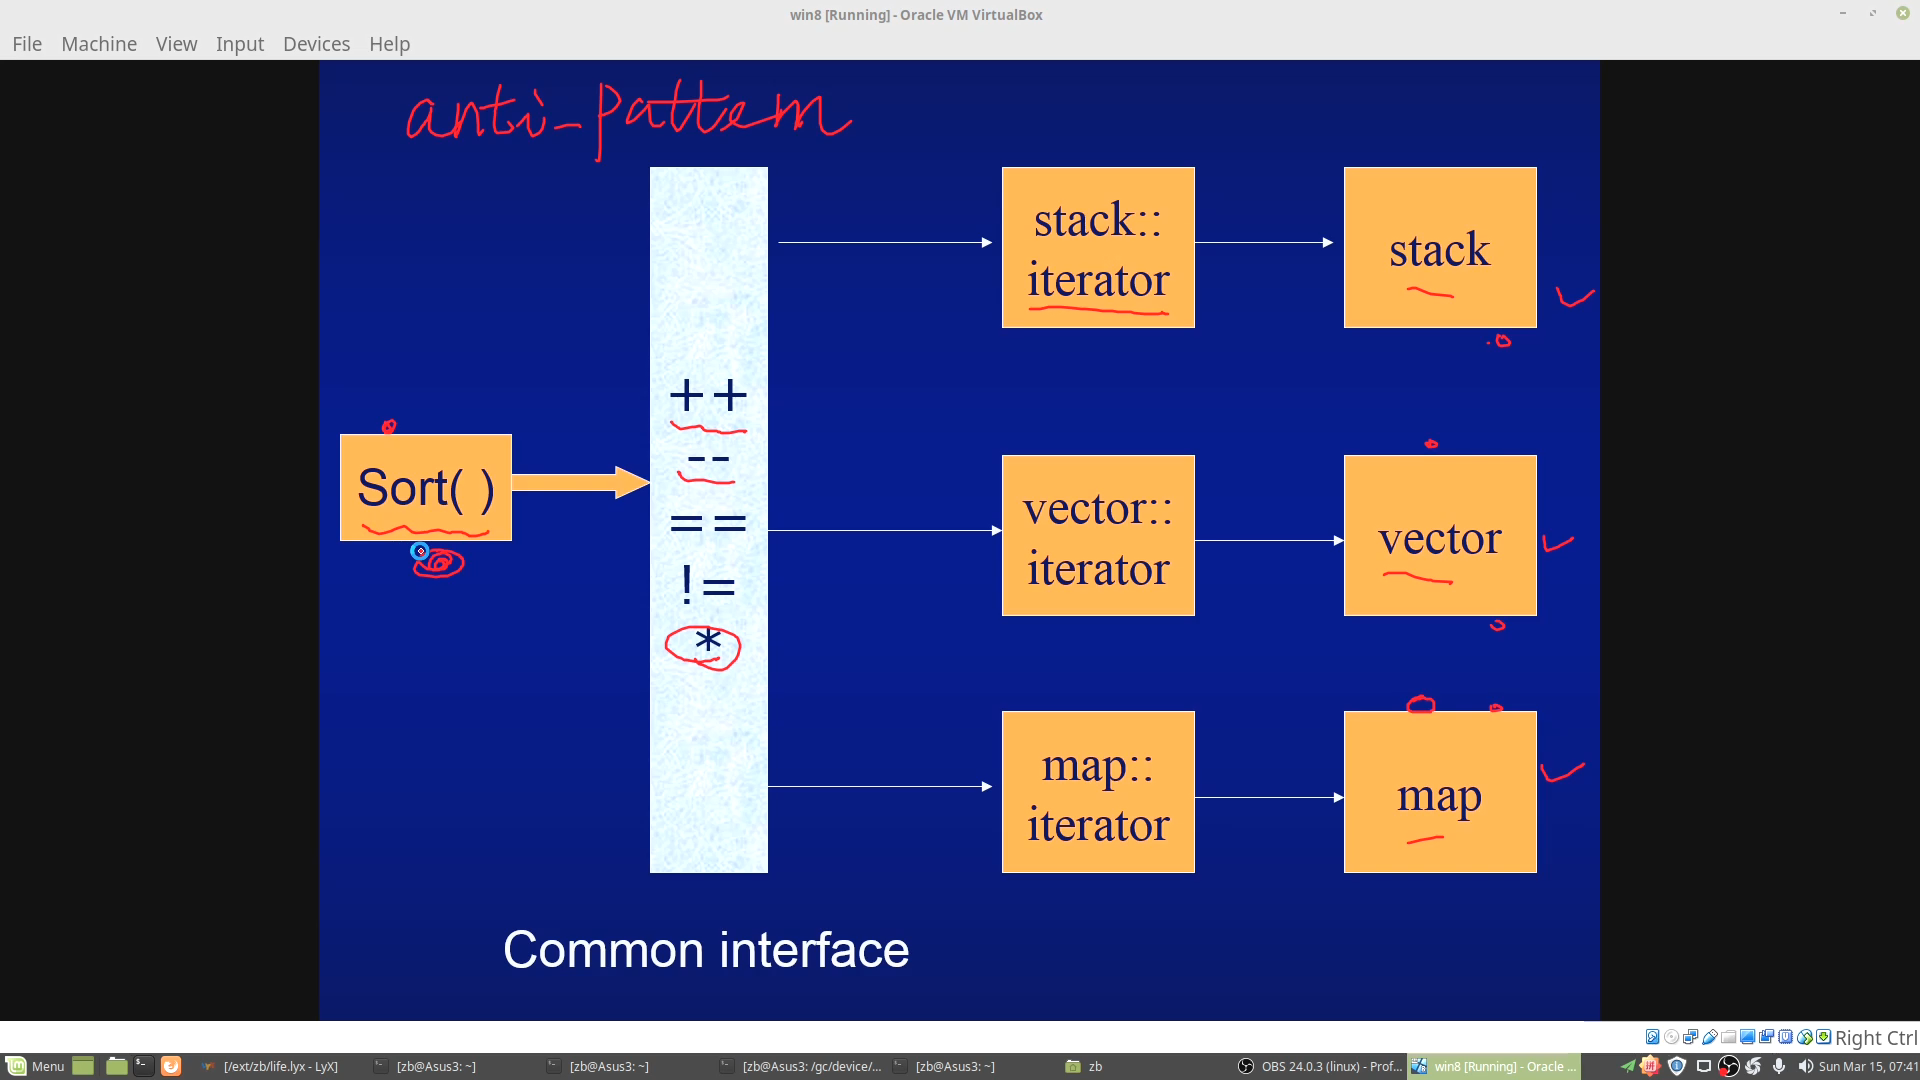 win8 [Running] - Oracle VM VirtualBox
File Machine View Input Devices Help
anti-pattern
stack::
iterator
stack
++
--
==
!=
*
Sort( )
vector::
iterator
vector
map::
iterator
map
Common interface
Right Ctrl
Menu
[/ext/zb/life.lyx - LyX]
[zb@Asus3: ~]
[zb@Asus3: ~]
[zb@Asus3: /gc/device/...
[zb@Asus3: ~]
zb
OBS 24.0.3 (linux) - Prof...
win8 [Running] - Oracle ...
Sun Mar 15, 07:41